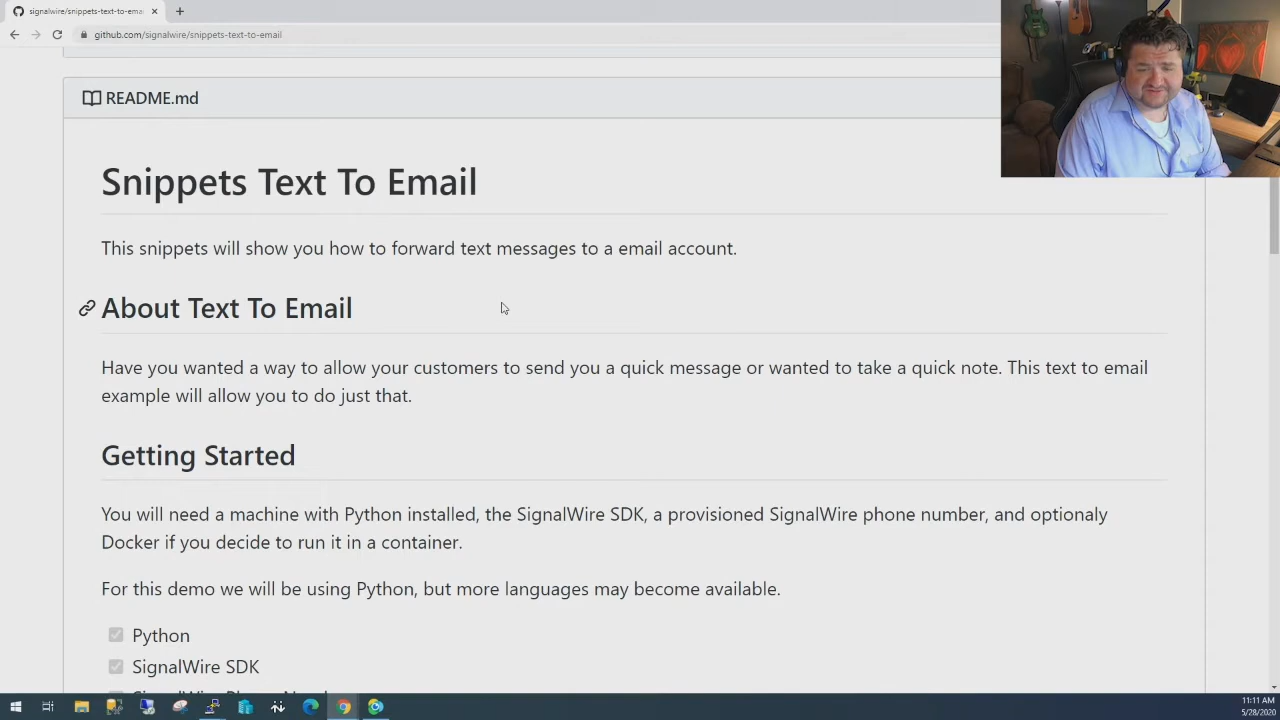 signalwire/snippets-text-to-emai
github.com/signalwire/snippets-text-to-email
README.md
Snippets Text To Email
This snippets will show you how to forward text messages to a email account.
About Text To Email
Have you wanted a way to allow your customers to send you a quick message or wanted to take a quick note. This text to email
example will allow you to do just that.
Getting Started
You will need a machine with Python installed, the SignalWire SDK, a provisioned SignalWire phone number, and optionaly
Docker if you decide to run it in a container.
For this demo we will be using Python, but more languages may become available.
Python
SignalWire SDK
SignalWire Phone
11:11 AM
5/28/2020